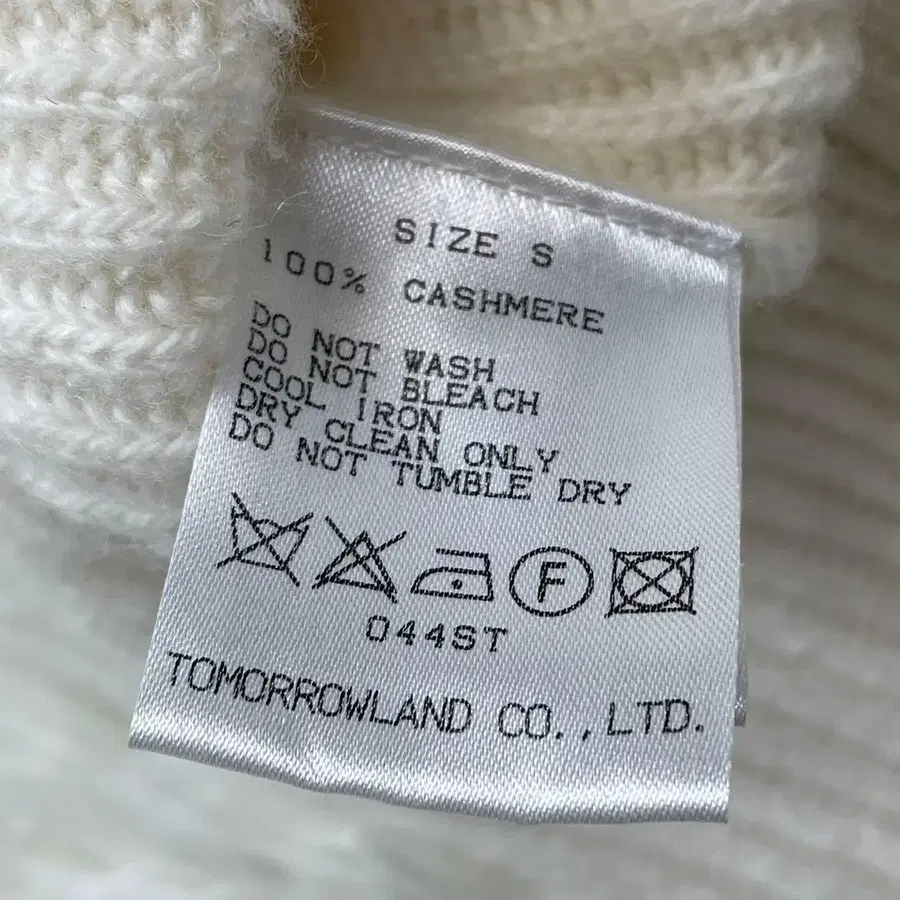 SIZE S
100% CASHMERE
DO NOT WASH
DO NOT BLEACH
COOL IRON
DRY CLEAN ONLY
DO NOT TUMBLE DRY
F
044ST
TOMORROWLAND CO.,LTD.